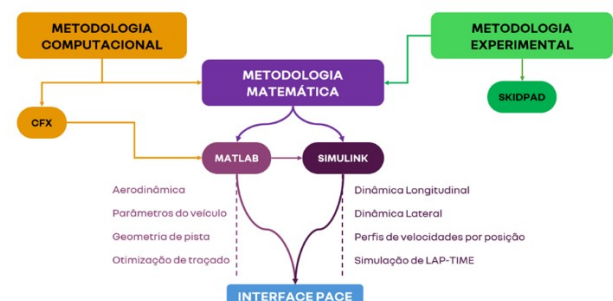 METODOLOGIA
COMPUTACIONAL
METODOLOGIA
EXPERIMENTAL
METODOLOGIA
MATEMÁTICA
SKIDPAD
CFX
MATLAB
SIMULINK
Aerodinâmica
Parâmetros do veículo
Geometria de pista
Otimização de traçado
Dinâmica Longitudinal
Dinâmica Lateral
Perfis de velocidades por posição
Simulação de LAP-TIME
INTERFACE PACE